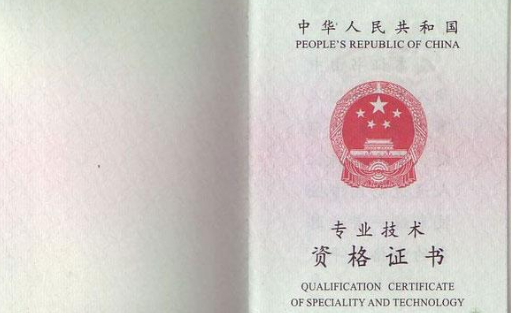 中华人民共和国
PEOPLE'S REPUBLIC OF CHINA
专业技术
资格证书
QUALIFICATION CERTIFICATE
OF SPECIALITY AND TECHNOLOGY